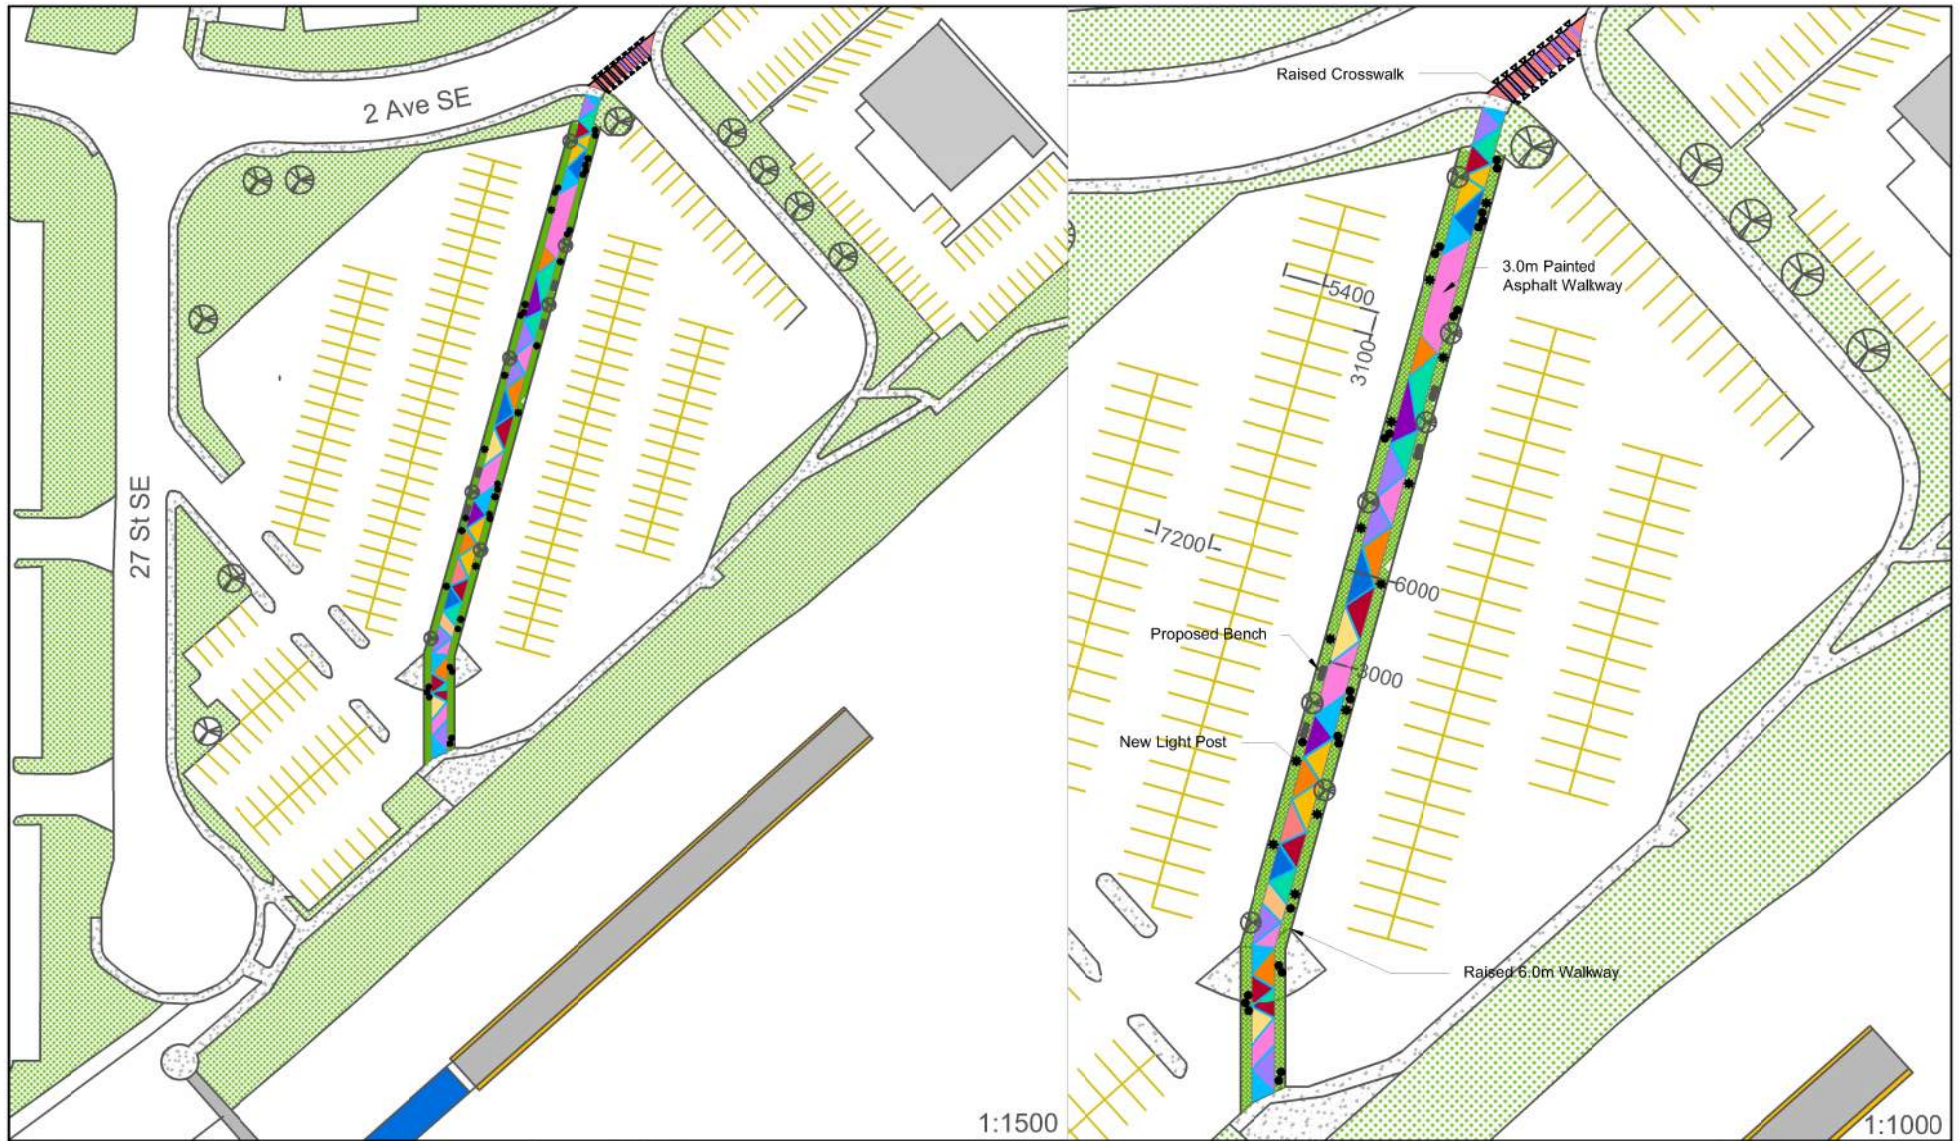 2 Ave SE
27 St SE
1:1500
Raised Crosswalk
3.0m Painted
Asphalt Walkway
5400
3100
7200
6000
Proposed Bench
3000
New Light Post
Raised 6.0m Walkway
1:1000